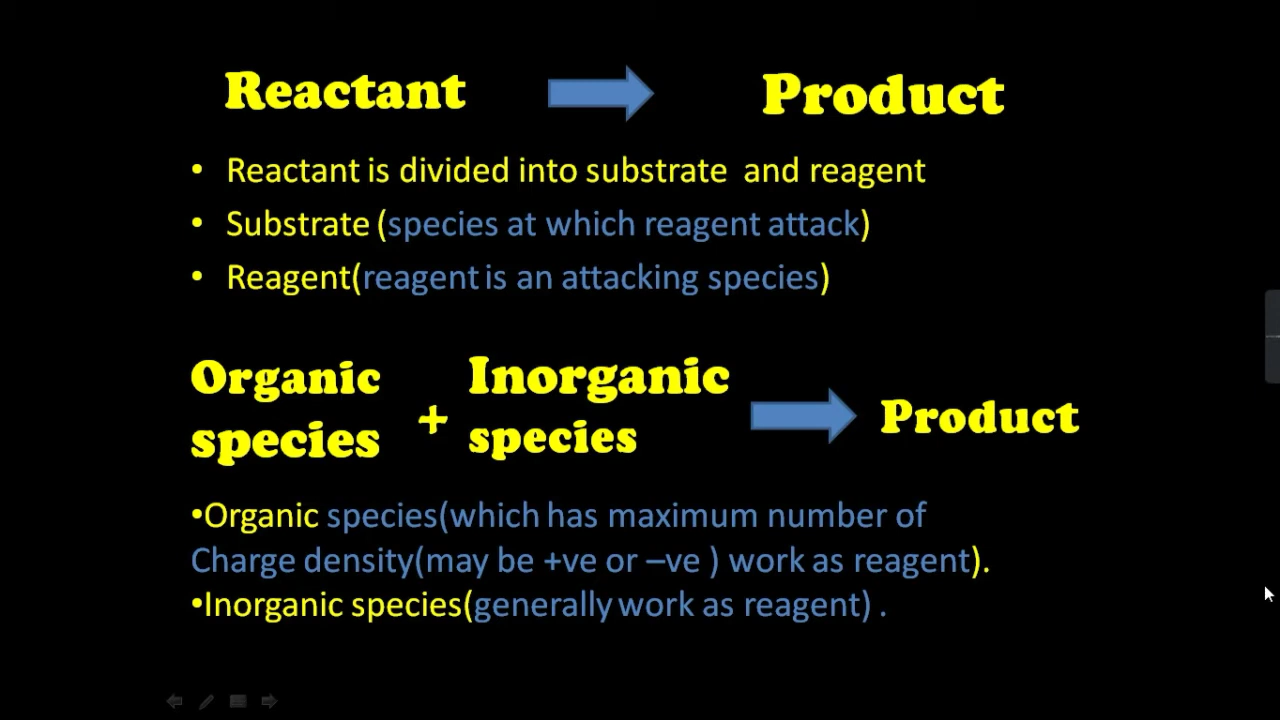 Reactant Product
• Reactant is divided into substrate and reagent
• Substrate (species at which reagent attack)
• Reagent(reagent is an attacking species)
Organic Inorganic
species + species Product
•Organic species(which has maximum number of
Charge density(may be +ve or –ve ) work as reagent).
•Inorganic species(generally work as reagent) .